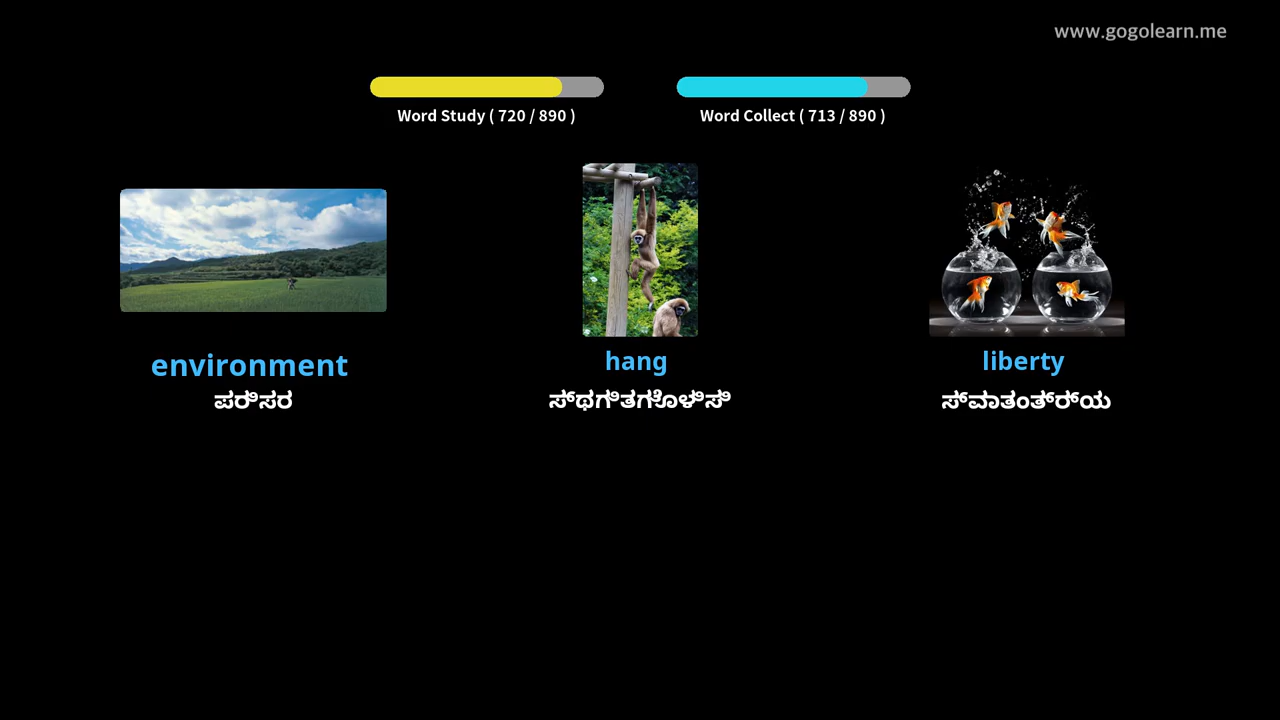 www.gogolearn.me
Word Study ( 720 / 890 )
Word Collect ( 713 / 890 )
environment
hang
liberty
ಪರಿಸರ
ಸ್ಥಗಿತಗೊಳಿಸಿ
ಸ್ವಾತಂತ್ರ್ಯ